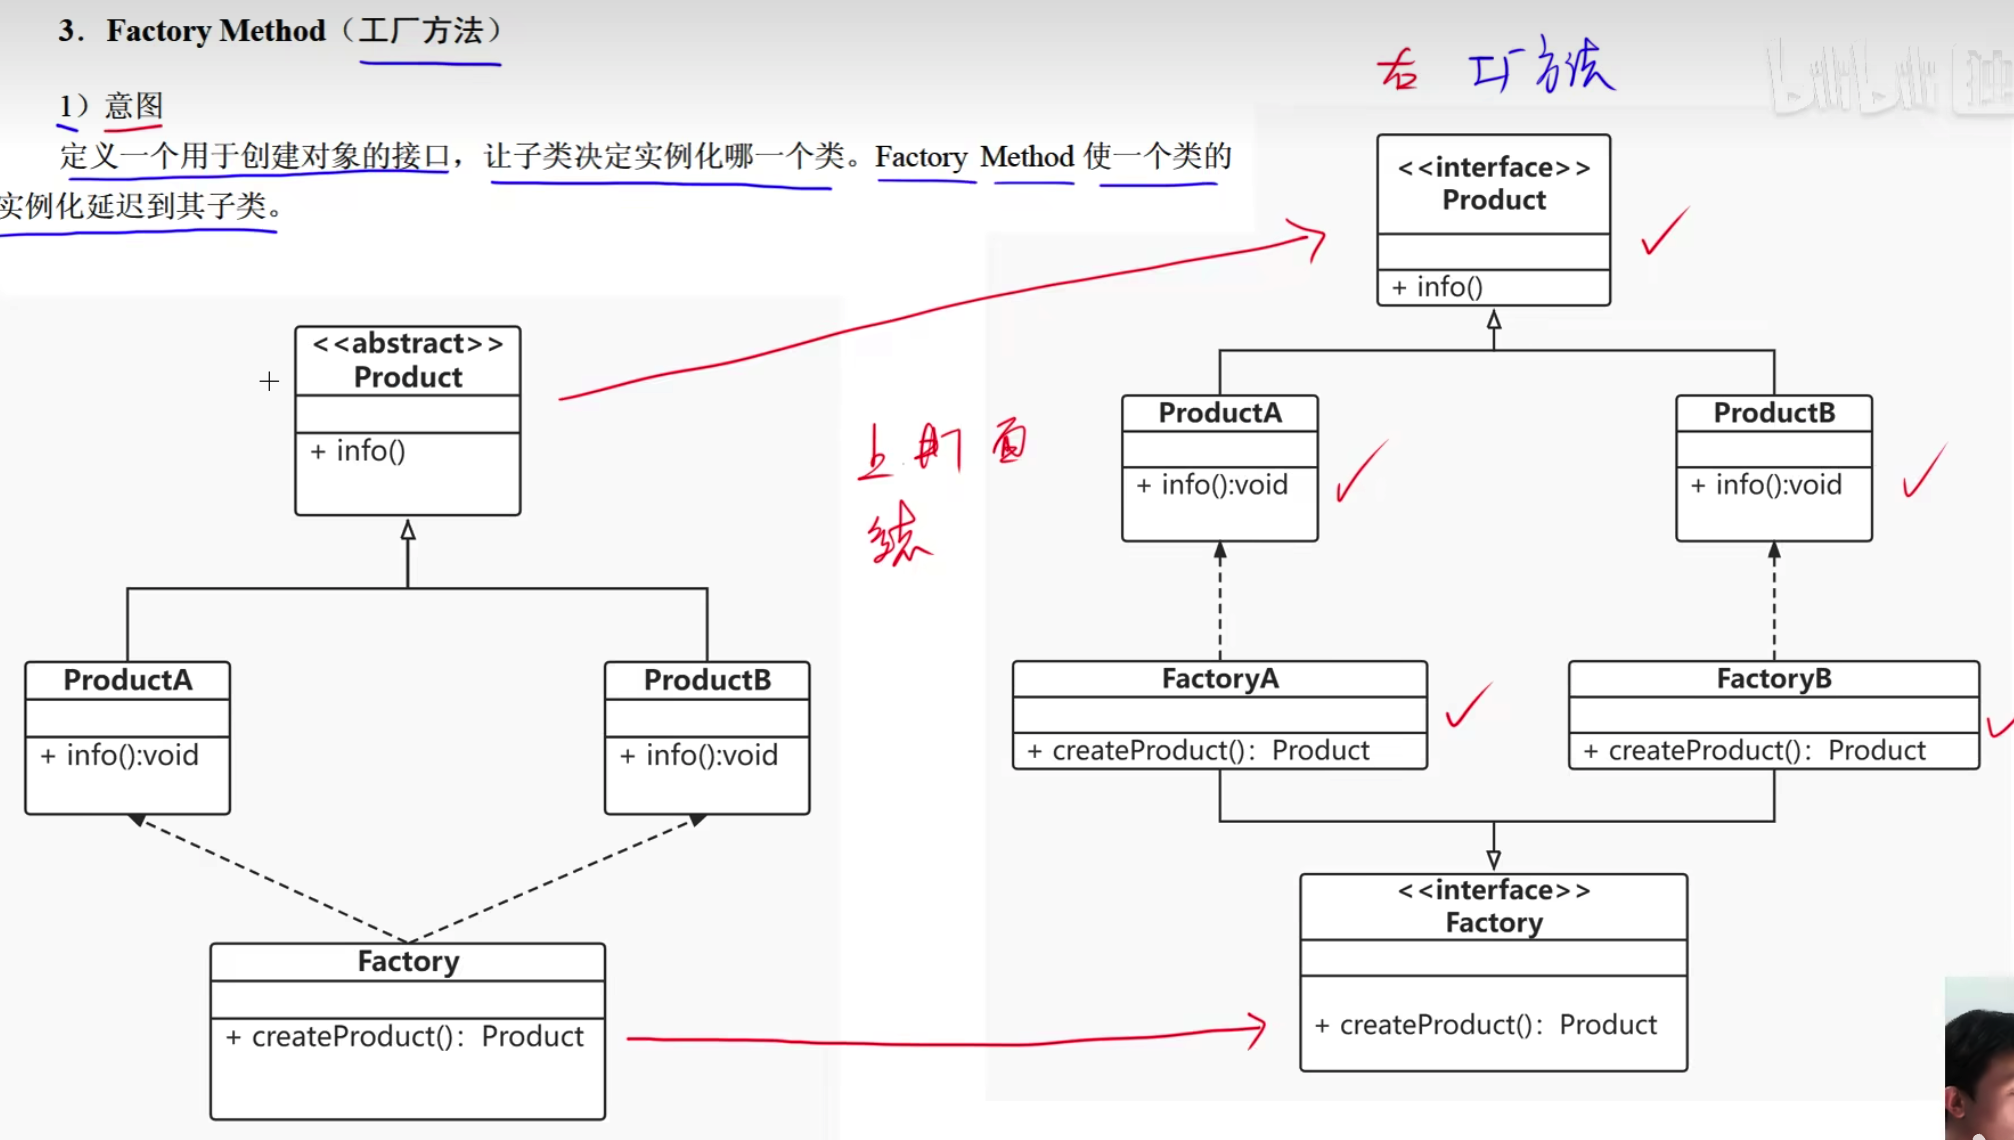 3. Factory Method（工厂方法）
1）意图
定义一个用于创建对象的接口，让子类决定实例化哪一个类。Factory Method 使一个类的
实例化延迟到其子类。
<<abstract>>
Product
+ info()
ProductA
+ info():void
ProductB
+ info():void
Factory
+ createProduct()： Product
右 工厂方法
bilibili
<<interface>>
Product
+ info()
ProductA
+ info():void
ProductB
+ info():void
FactoryA
+ createProduct()： Product
FactoryB
+ createProduct()： Product
<<interface>>
Factory
+ createProduct()： Product